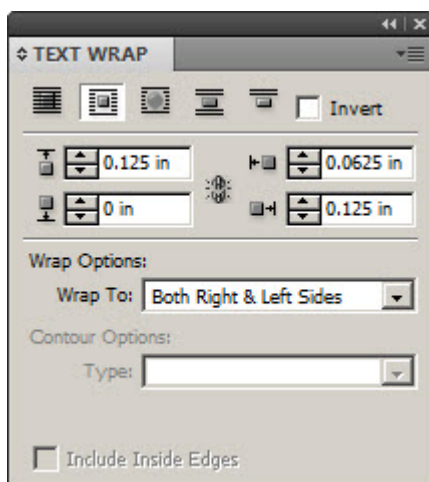 TEXT WRAP
Invert
0.125 in
0.0625 in
0 in
0.125 in
Wrap Options:
Wrap To: Both Right & Left Sides
Contour Options:
Type:
Include Inside Edges